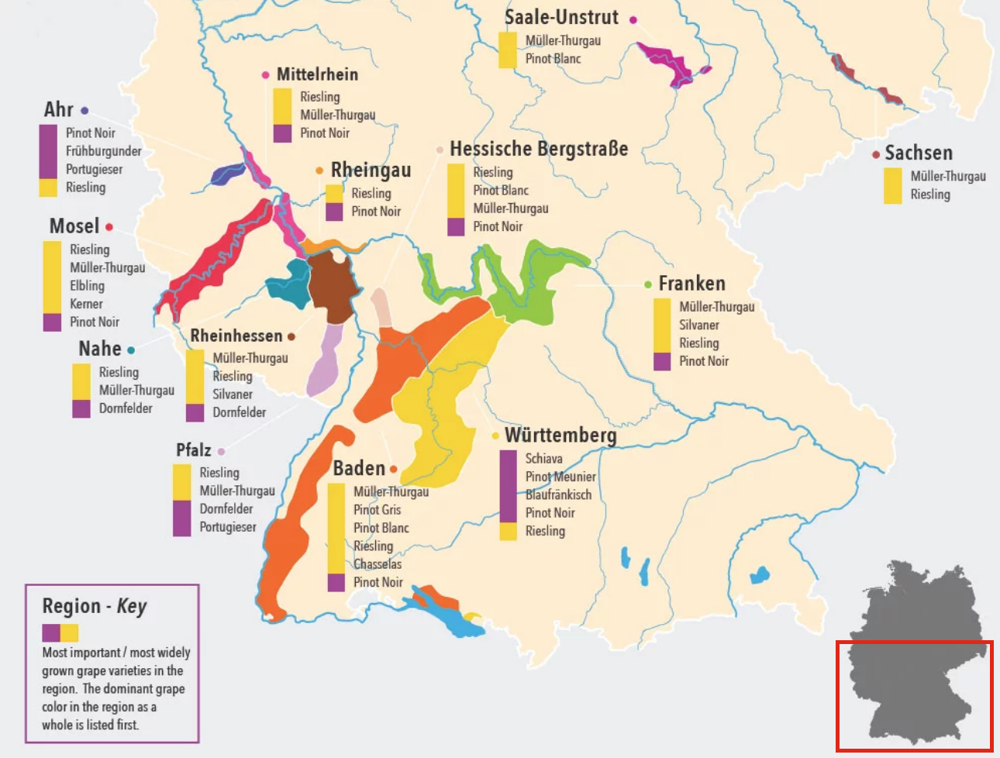 Saale-Unstrut
Müller-Thurgau
Pinot Blanc
Mittelrhein
Riesling
Müller-Thurgau
Pinot Noir
Ahr
Pinot Noir
Frühburgunder
Portugieser
Riesling
Hessische Bergstraße
Riesling
Pinot Blanc
Müller-Thurgau
Pinot Noir
Sachsen
Müller-Thurgau
Riesling
Rheingau
Riesling
Pinot Noir
Mosel
Riesling
Müller-Thurgau
Elbling
Kerner
Pinot Noir
Franken
Müller-Thurgau
Silvaner
Riesling
Pinot Noir
Nahe
Riesling
Müller-Thurgau
Dornfelder
Rheinhessen
Müller-Thurgau
Riesling
Silvaner
Dornfelder
Pfalz
Riesling
Müller-Thurgau
Dornfelder
Portugieser
Baden
Müller-Thurgau
Pinot Gris
Pinot Blanc
Riesling
Chasselas
Pinot Noir
Württemberg
Schiava
Pinot Meunier
Blaufränkisch
Pinot Noir
Riesling
Region - Key
Most important / most widely
grown grape varieties in the
region. The dominant grape
color in the region as a
whole is listed first.